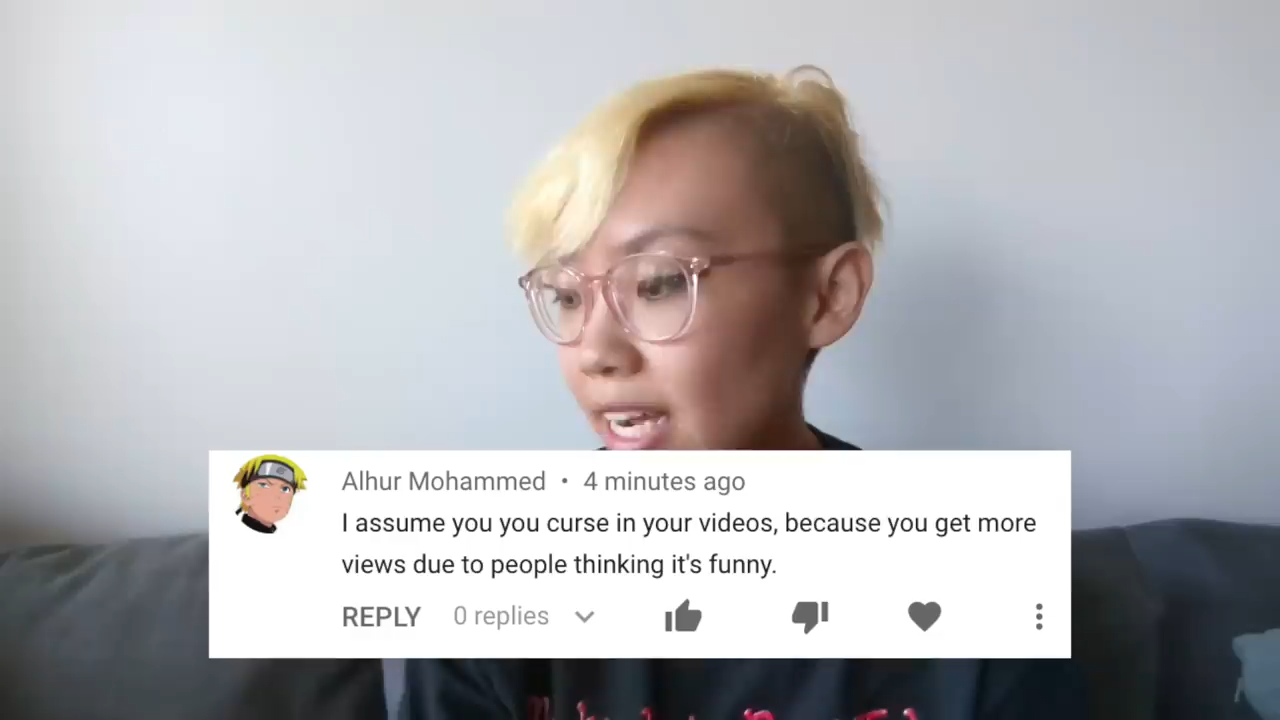 Alhur Mohammed • 4 minutes ago
I assume you you curse in your videos, because you get more
views due to people thinking it's funny.
REPLY 0 replies